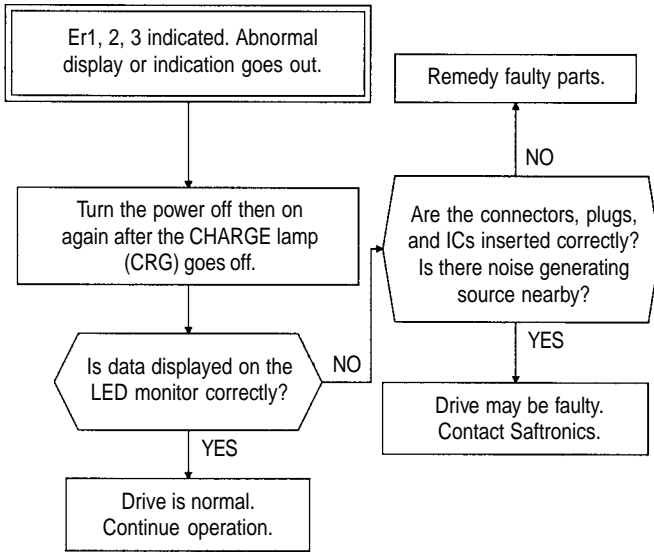 Er1, 2, 3 indicated. Abnormal
display or indication goes out.
Turn the power off then on
again after the CHARGE lamp
(CRG) goes off.
Is data displayed on the
LED monitor correctly?
NO
YES
Drive is normal.
Continue operation.
Remedy faulty parts.
NO
Are the connectors, plugs,
and ICs inserted correctly?
Is there noise generating
source nearby?
YES
Drive may be faulty.
Contact Saftronics.